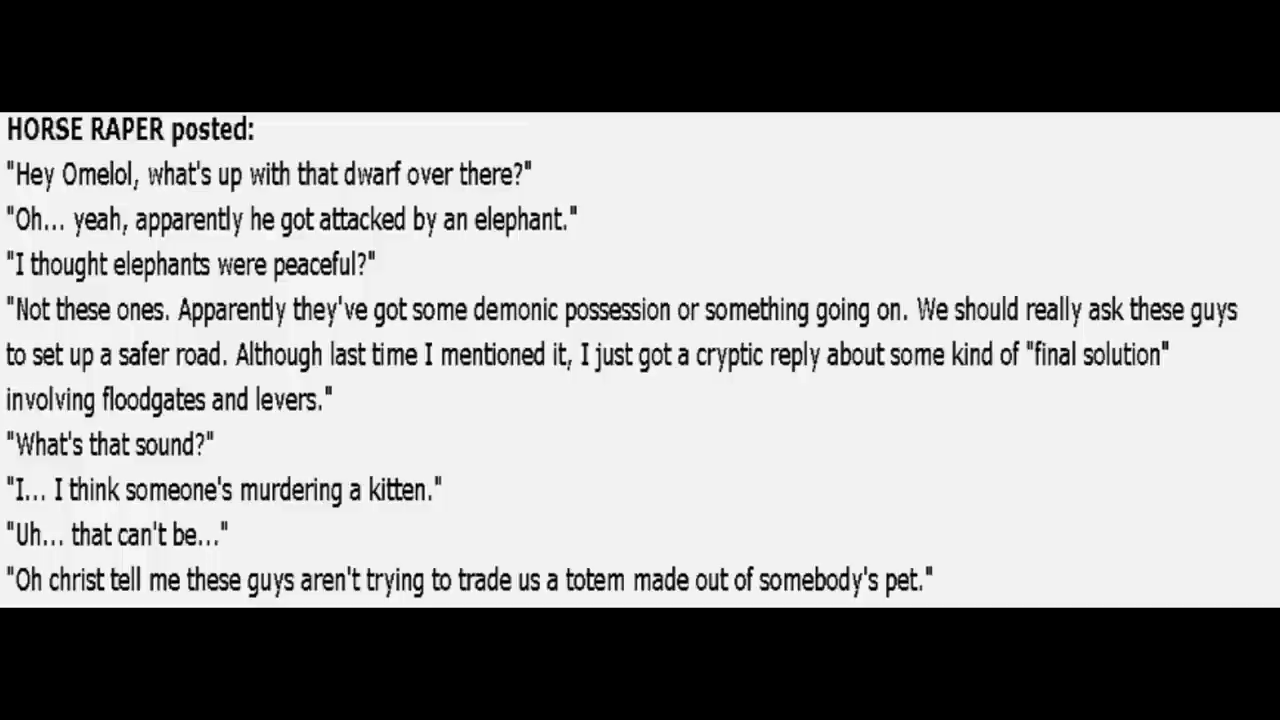 HORSE RAPER posted:
"Hey Omelol, what's up with that dwarf over there?"
"Oh... yeah, apparently he got attacked by an elephant."
"I thought elephants were peaceful?"
"Not these ones. Apparently they've got some demonic possession or something going on. We should really ask these guys
to set up a safer road. Although last time I mentioned it, I just got a cryptic reply about some kind of "final solution"
involving floodgates and levers."
"What's that sound?"
"I... I think someone's murdering a kitten."
"Uh... that can't be..."
"Oh christ tell me these guys aren't trying to trade us a totem made out of somebody's pet."